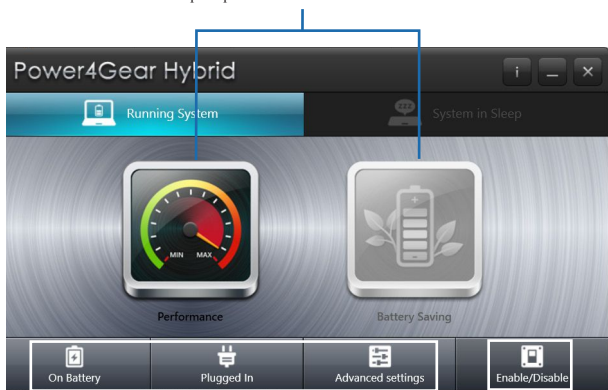 Power4Gear Hybrid
Running System
System in Sleep
MIN MAX
Performance
Battery Saving
On Battery
Plugged In
Advanced settings
Enable/Disable